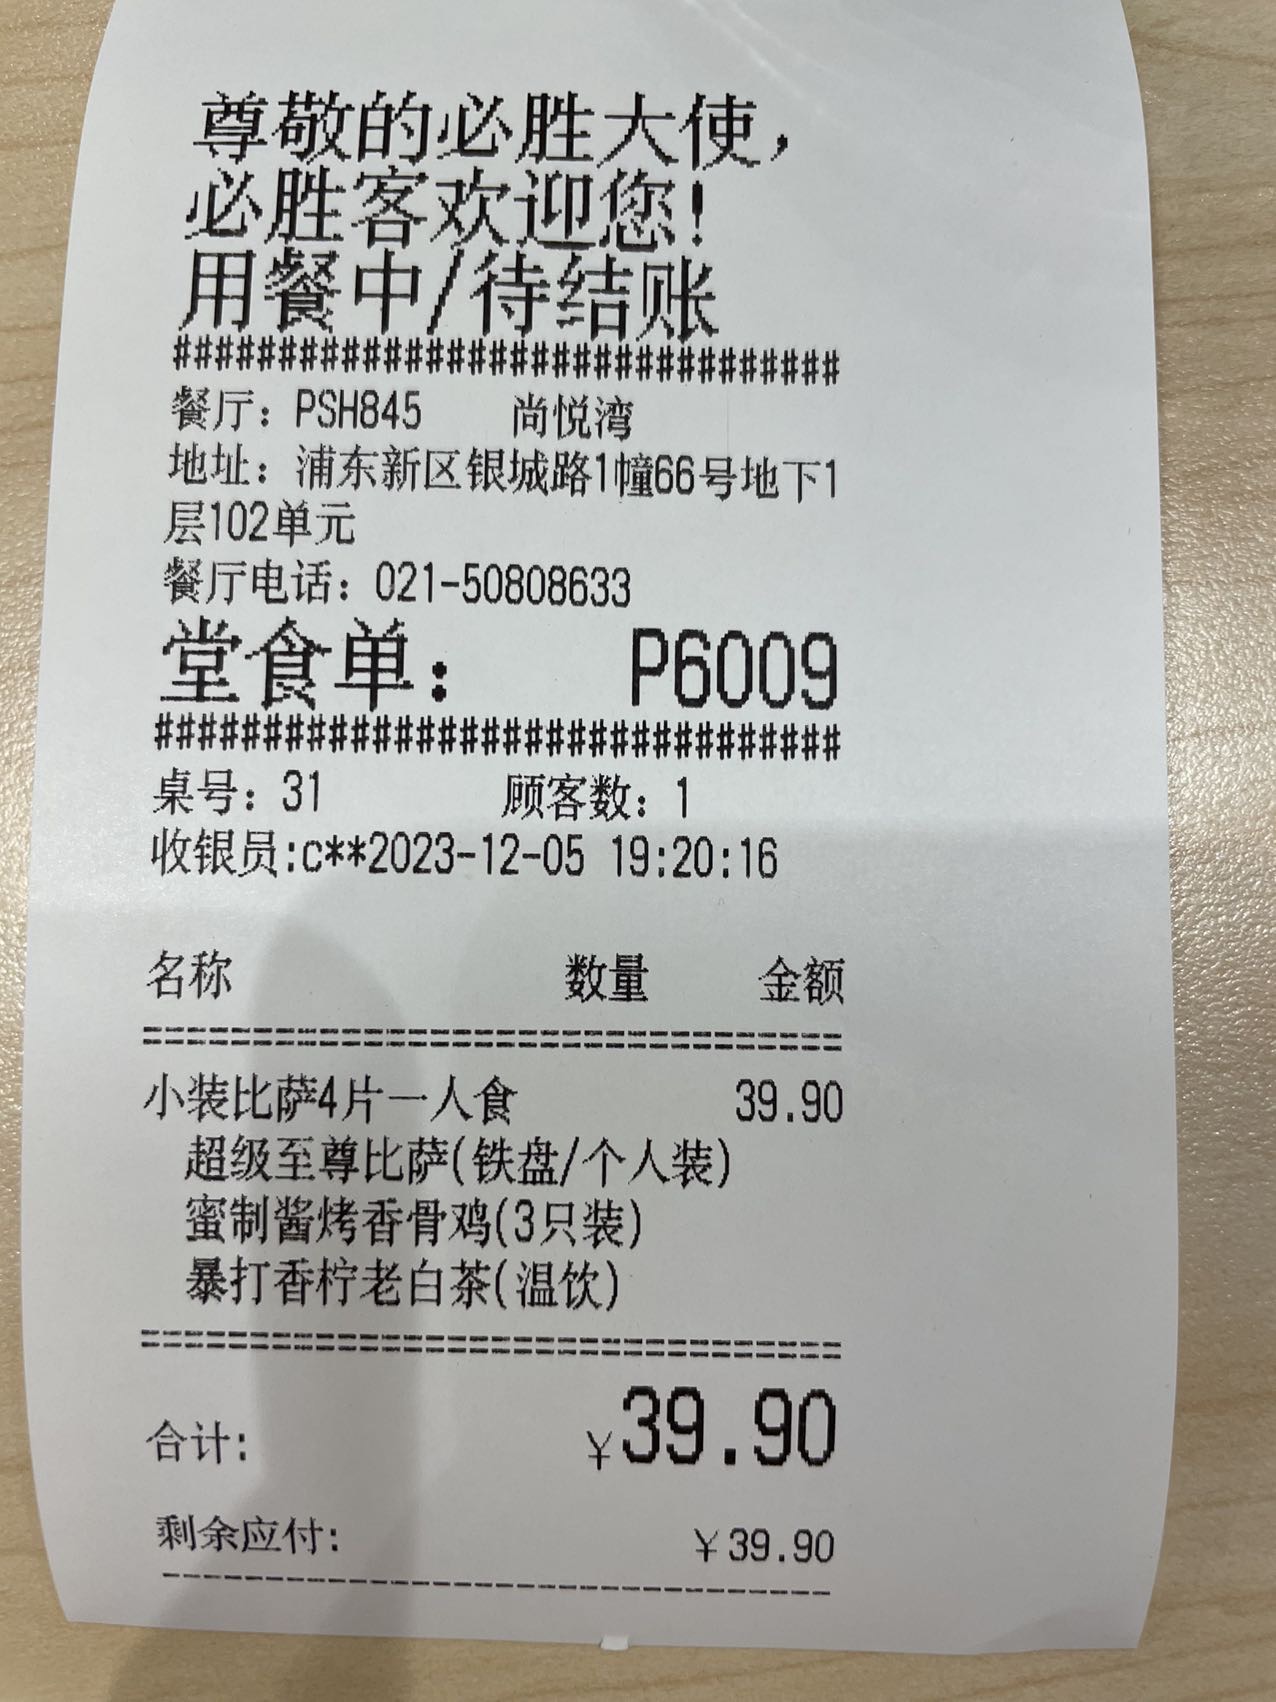 尊敬的必胜大使，
必胜客欢迎您!
用餐中/待结账
################################
餐厅：PSH845 尚悦湾
地址：浦东新区银城路1幢66号地下1
层102单元
餐厅电话：021-50808633
堂食单： P6009
################################
桌号：31 顾客数：1
收银员:c**2023-12-05 19:20:16
名称 数量 金额
================================
小装比萨4片一人食 39.90
超级至尊比萨(铁盘/个人装)
蜜制酱烤香骨鸡(3只装)
暴打香柠老白茶(温饮)
================================
合计: ￥39.90
剩余应付: ￥39.90
--------------------------------